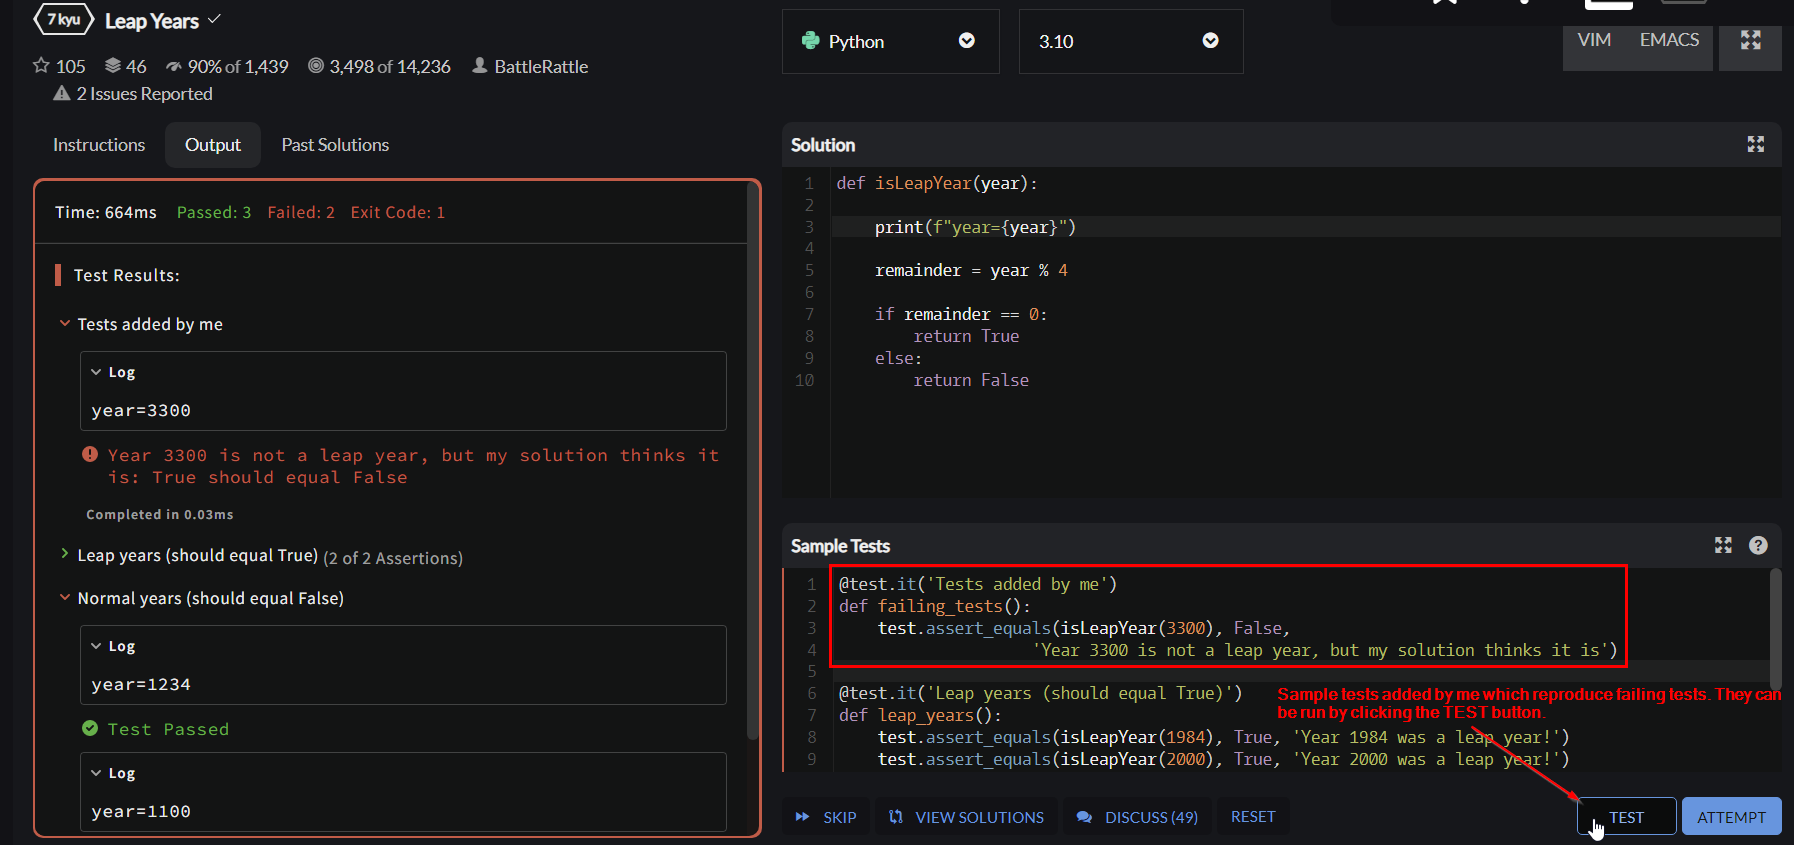 7 kyu Leap Years
105 46 90% of 1,439 3,498 of 14,236 BattleRattle
2 Issues Reported
Instructions Output Past Solutions
Time: 664ms Passed: 3 Failed: 2 Exit Code: 1
Test Results:
Tests added by me
Log
year=3300
Year 3300 is not a leap year, but my solution thinks it
is: True should equal False
Completed in 0.03ms
Leap years (should equal True) (2 of 2 Assertions)
Normal years (should equal False)
Log
year=1234
Test Passed
Log
year=1100
Python 3.10
VIM EMACS
Solution
1 def isLeapYear(year):
2
3 print(f"year={year}")
4
5 remainder = year % 4
6
7 if remainder == 0:
8 return True
9 else:
10 return False
Sample Tests ?
1 @test.it('Tests added by me')
2 def failing_tests():
3 test.assert_equals(isLeapYear(3300), False,
4 'Year 3300 is not a leap year, but my solution thinks it is')
5
6 @test.it('Leap years (should equal True)')
7 def leap_years():
8 test.assert_equals(isLeapYear(1984), True, 'Year 1984 was a leap year!')
9 test.assert_equals(isLeapYear(2000), True, 'Year 2000 was a leap year!')
Sample tests added by me which reproduce failing tests. They can
be run by clicking the TEST button.
SKIP VIEW SOLUTIONS DISCUSS (49) RESET TEST ATTEMPT